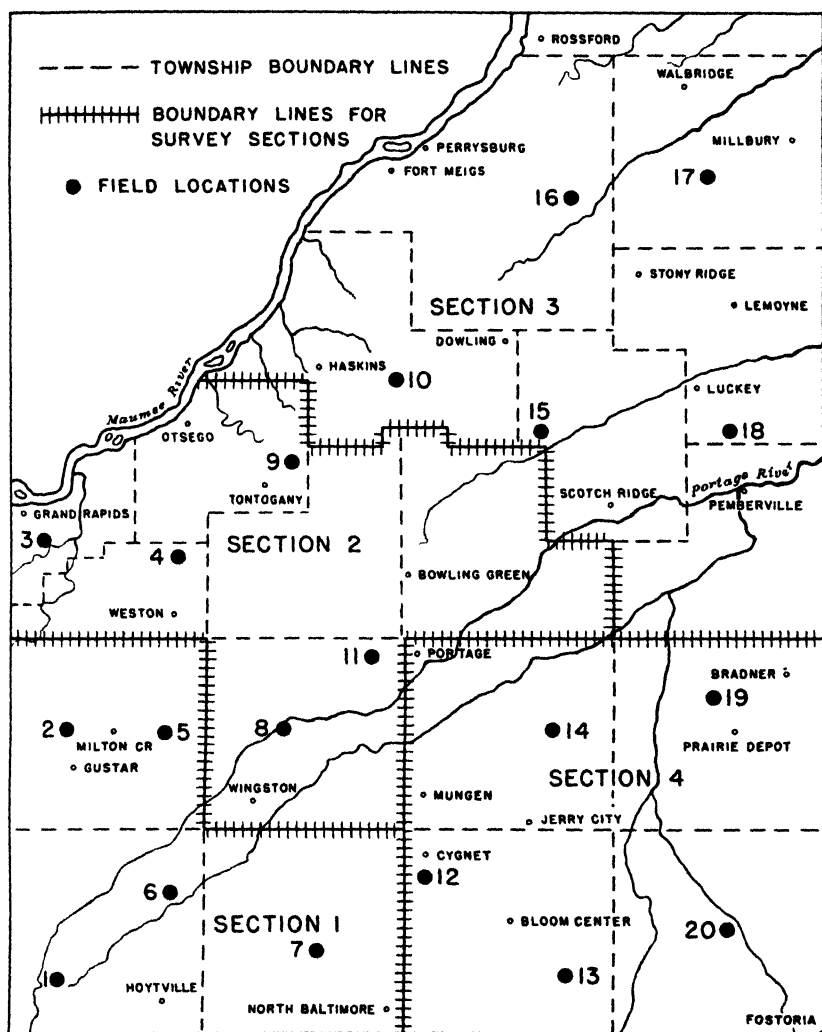 ROSSFORD
TOWNSHIP BOUNDARY LINES
WALBRIDGE
BOUNDARY LINES FOR
SURVEY SECTIONS
PERRYSBURG
MILLBURY
FORT MEIGS
FIELD LOCATIONS
17
16
STONY RIDGE
SECTION 3
LEMOYNE
DOWLING
HASKINS
10
Maumee River
LUCKEY
15
18
OTSEGO
9
TONTOGANY
Portage River
SCOTCH RIDGE
PEMBERVILLE
GRAND RAPIDS
3
4
SECTION 2
BOWLING GREEN
WESTON
11
PORTAGE
BRADNER
19
2
MILTON CR
5
8
14
PRAIRIE DEPOT
GUSTAR
SECTION 4
WINGSTON
MUNGEN
JERRY CITY
CYGNET
12
6
SECTION 1
BLOOM CENTER
20
7
1
13
HOYTVILLE
NORTH BALTIMORE
FOSTORIA